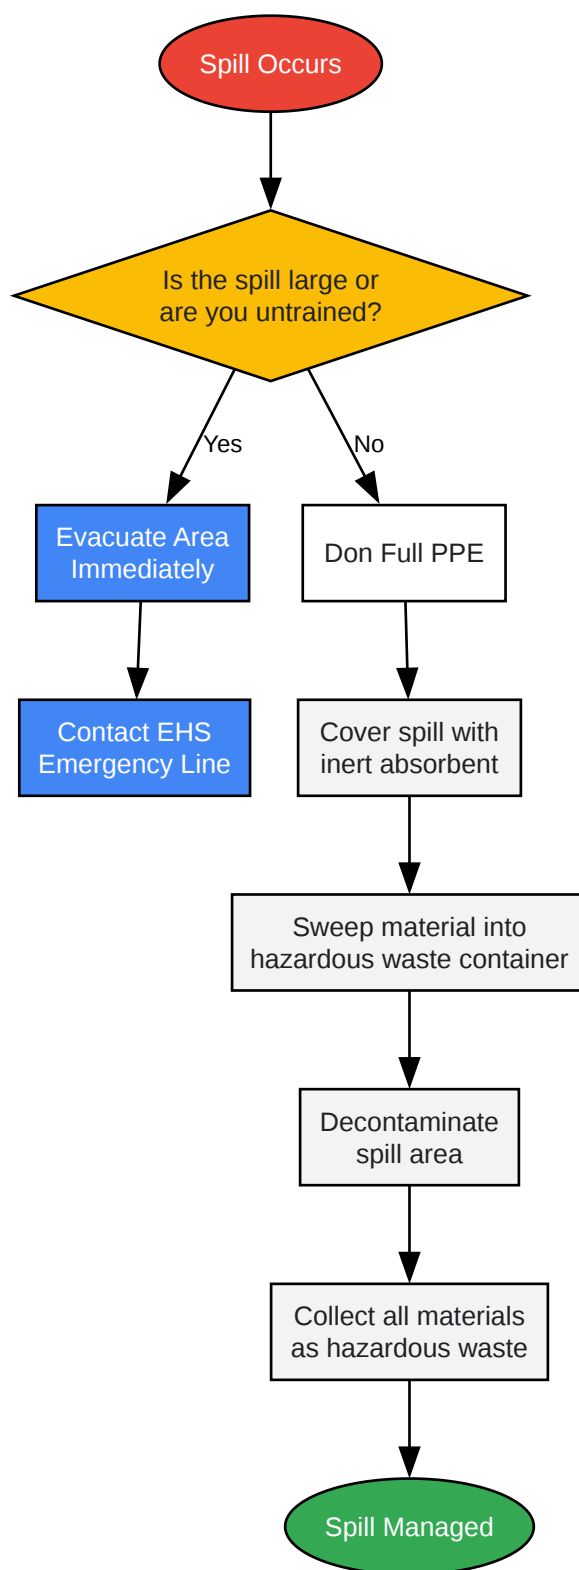 Spill Occurs
Is the spill large or
are you untrained?
Yes
No
Evacuate Area
Immediately
Don Full PPE
Contact EHS
Emergency Line
Cover spill with
inert absorbent
Sweep material into
hazardous waste container
Decontaminate
spill area
Collect all materials
as hazardous waste
Spill Managed